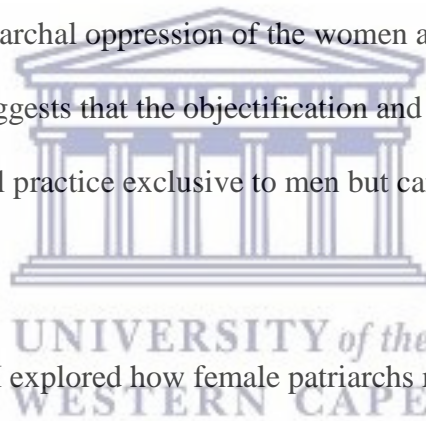 archal oppression of the women a
ggests that the objectification and
l practice exclusive to men but ca
UNIVERSITY of the
explored how female patriarchs r
WESTERN CAPE